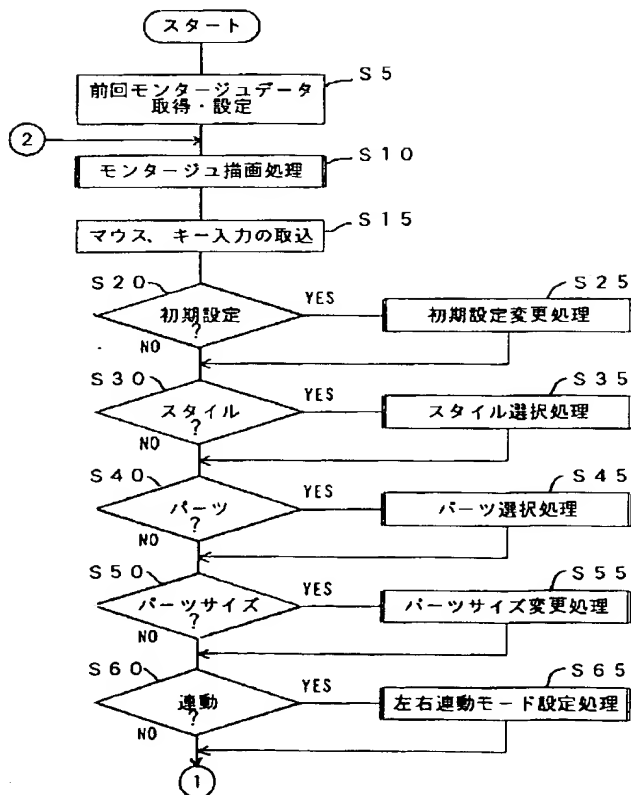 スタート
S5
前回モンタージュデータ
取得・設定
2
S10
モンタージュ描画処理
S15
マウス、キー入力の取込
S20
初期設定
?
YES
NO
S25
初期設定変更処理
S30
スタイル
?
YES
NO
S35
スタイル選択処理
S40
パーツ
?
YES
NO
S45
パーツ選択処理
S50
パーツサイズ
?
YES
NO
S55
パーツサイズ変更処理
S60
連動
?
YES
NO
S65
左右連動モード設定処理
1